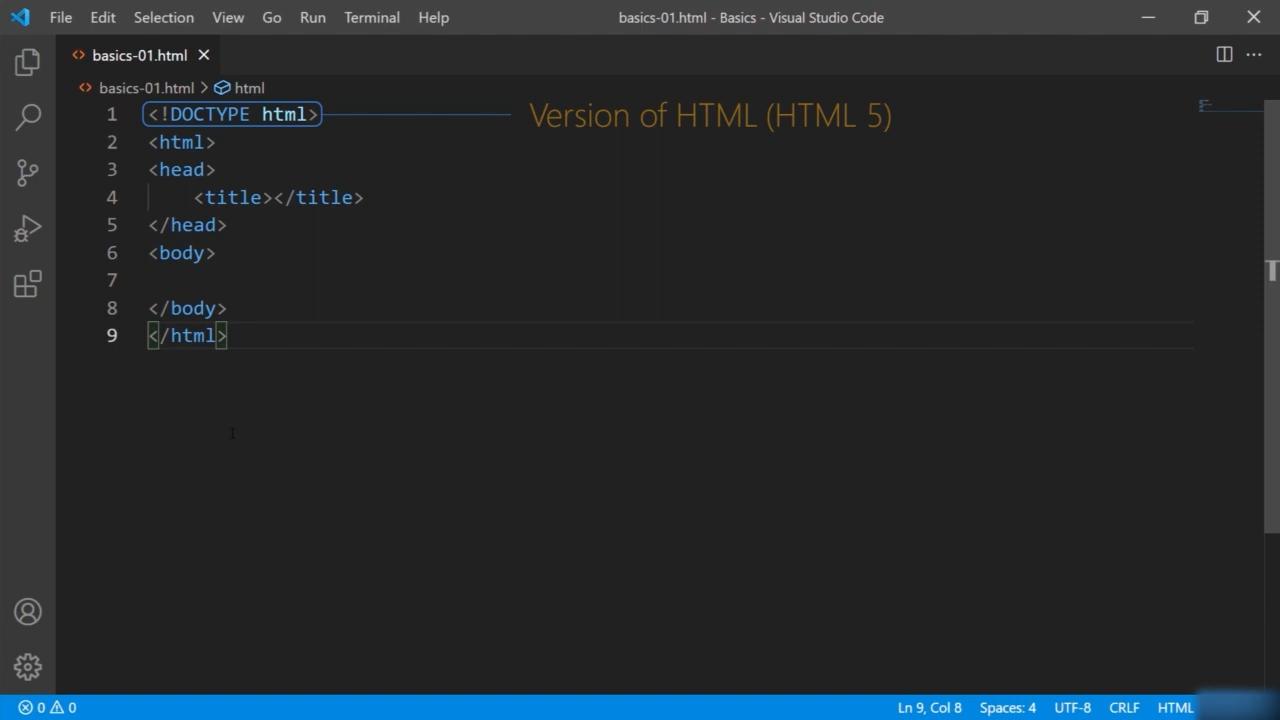 File Edit Selection View Go Run Terminal Help basics-01.html - Basics - Visual Studio Code
basics-01.html
basics-01.html > html
1 <!DOCTYPE html> Version of HTML (HTML 5)
2 <html>
3 <head>
4 <title></title>
5 </head>
6 <body>
7
8 </body>
9 </html>
0 0 Ln 9, Col 8 Spaces: 4 UTF-8 CRLF HTML